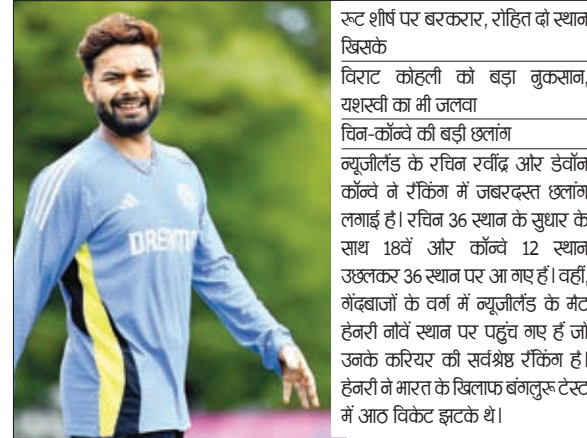 रूट शीर्ष पर बरकरार, रोहित दो स्थान
खिसके
विराट कोहली को बड़ा नुकसान,
यशस्वी का भी जलवा
चिन-कॉन्वे की बड़ी छलांग
न्यूजीलैंड के रचिन रवींद्र और डेवॉन
कॉन्वे ने रैंकिंग में जबरदस्त छलांग
लगाई है। रचिन 36 स्थान के सुधार के
साथ 18वें और कॉन्वे 12 स्थान
उछलकर 36 स्थान पर आ गए हैं। वहीं,
गेंदबाजों के वर्ग में न्यूजीलैंड के मैट
हेनरी नौवें स्थान पर पहुंच गए हैं जो
उनके करियर की सर्वश्रेष्ठ रैंकिंग है।
हेनरी ने भारत के खिलाफ बंगलुरू टेस्ट
में आठ विकेट झटके थे।